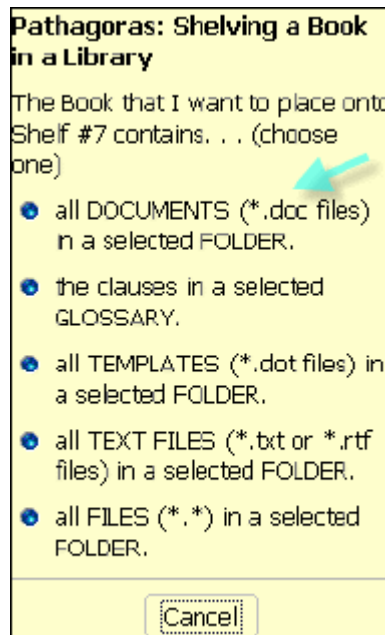 Pathagoras: Shelving a Book
in a Library
The Book that I want to place onto
Shelf #7 contains. . . (choose
one)
all DOCUMENTS (*.doc files)
in a selected FOLDER.
the clauses in a selected
GLOSSARY.
all TEMPLATES (*.dot files) in
a selected FOLDER.
all TEXT FILES (*.txt or *.rtf
files) in a selected FOLDER.
all FILES (*.*) in a selected
FOLDER.
Cancel